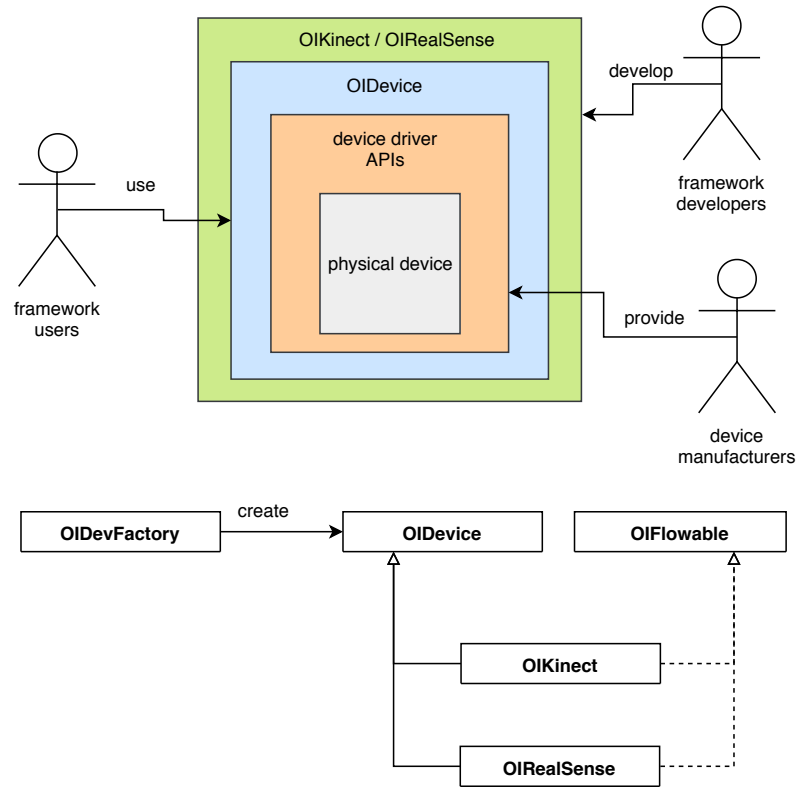 OIKinect / OIRealSense
develop
OIDevice
device driver
APIs
use
framework
developers
physical device
framework
users
provide
device
manufacturers
create
OIDevFactory
OIDevice
OIFlowable
OIKinect
OIRealSense